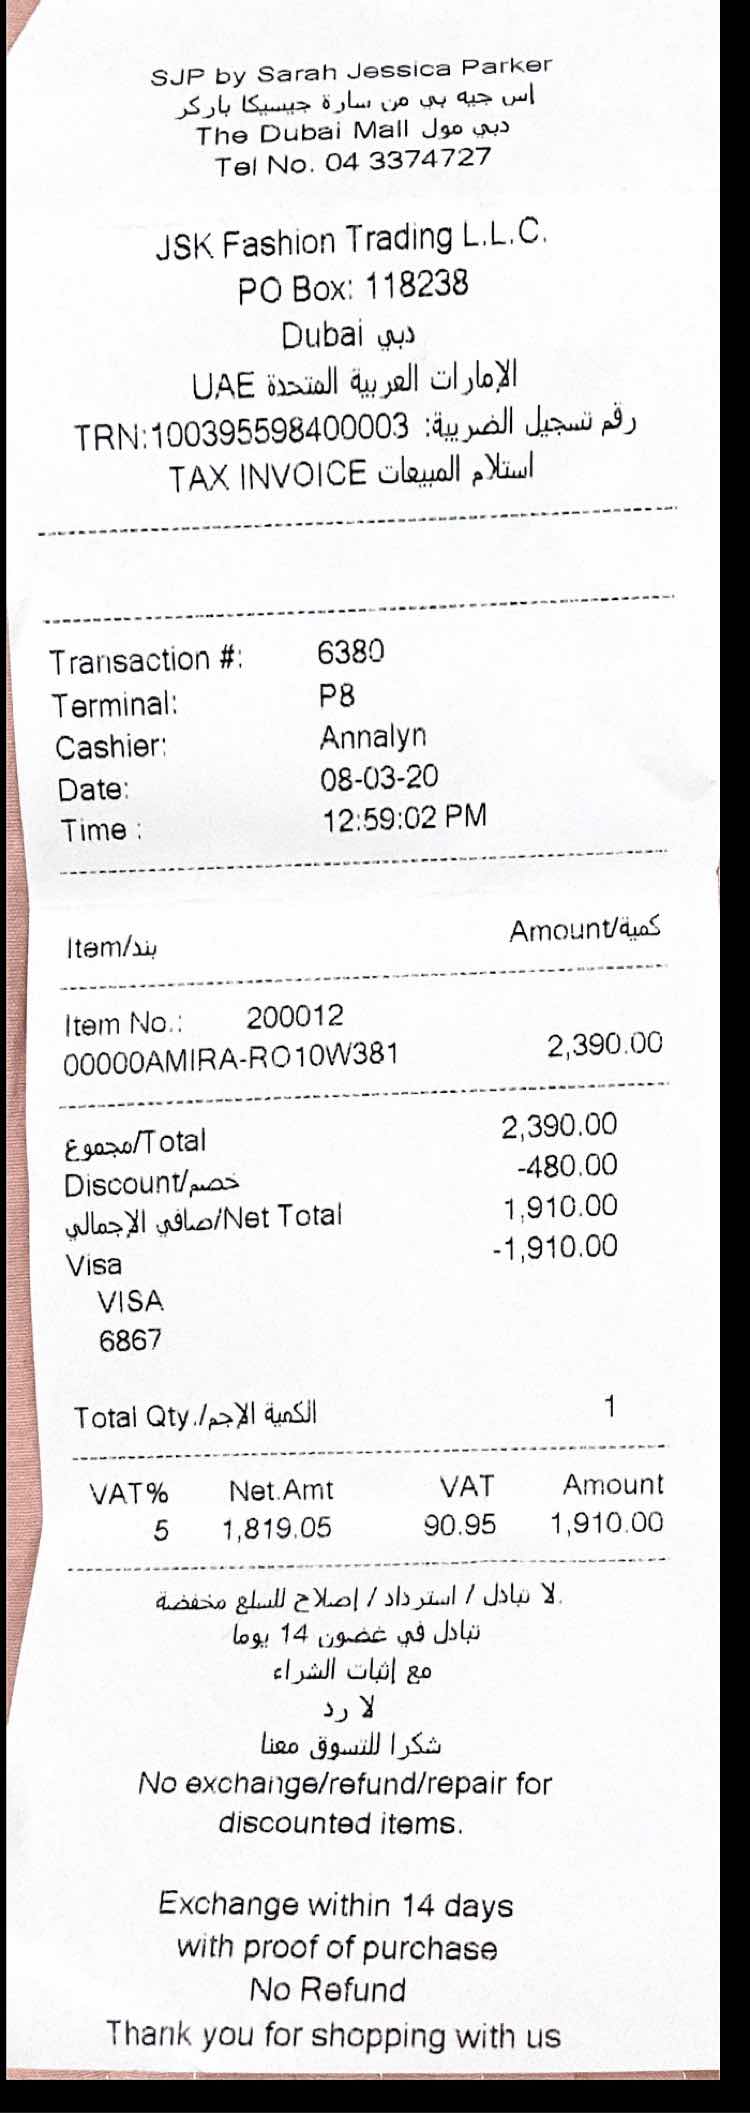 SJP by Sarah Jessica Parker
إس جيه بي من سارة جيسيكا باركر
The Dubai Mall دبي مول
Tel No. 04 3374727
JSK Fashion Trading L.L.C.
PO Box: 118238
Dubai دبي
UAE الإمارات العربية المتحدة
TRN:100395598400003 رقم تسجيل الضريبة:
TAX INVOICE استلام المبيعات
Transaction #: 6380
Terminal: P8
Cashier: Annalyn
Date: 08-03-20
Time : 12:59:02 PM
Item/بند Amount/كمية
Item No.: 200012
00000AMIRA-RO10W381 2,390.00
مجموع/Total 2,390.00
Discount/خصم -480.00
صافي الإجمالي/Net Total 1,910.00
Visa -1,910.00
VISA
6867
Total Qty./الكمية الاجم 1
VAT% Net.Amt VAT Amount
5 1,819.05 90.95 1,910.00
لا تبادل / استرداد / إصلاح للسلع مخفضة.
تبادل في غضون 14 يوما
مع إثبات الشراء
لا رد
شكرا للتسوق معنا
No exchange/refund/repair for
discounted items.
Exchange within 14 days
with proof of purchase
No Refund
Thank you for shopping with us